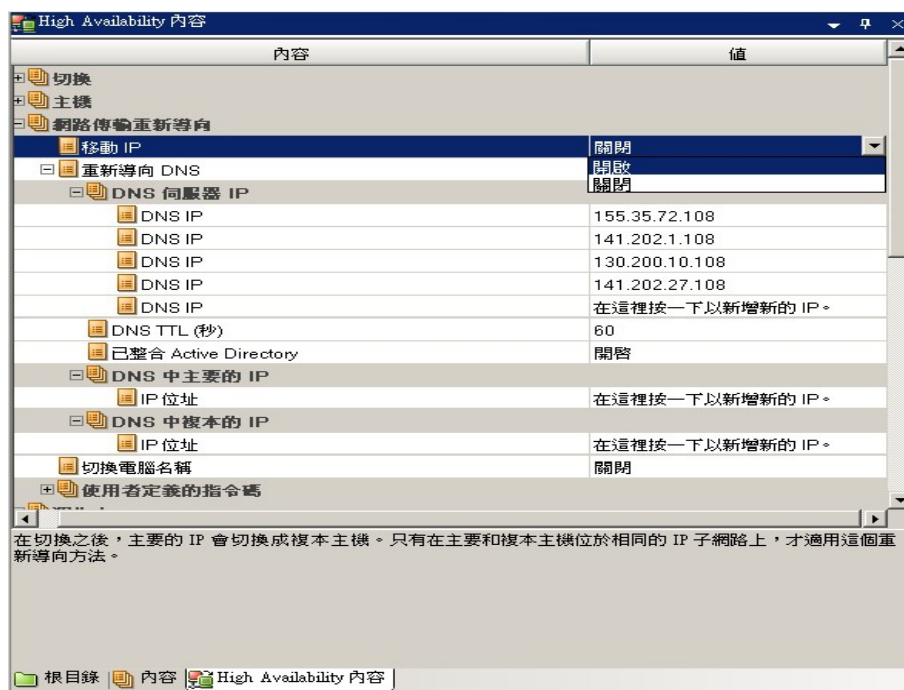 High Availability 內容
內容 值
切換
主機
網路傳輸重新導向
移動 IP 關閉
開啟
關閉
重新導向 DNS
DNS 伺服器 IP
DNS IP 155.35.72.108
DNS IP 141.202.1.108
DNS IP 130.200.10.108
DNS IP 141.202.27.108
DNS IP 在這裡按一下以新增新的 IP。
DNS TTL (秒) 60
已整合 Active Directory 開啓
DNS 中主要的 IP
IP 位址 在這裡按一下以新增新的 IP。
DNS 中複本的 IP
IP 位址 在這裡按一下以新增新的 IP。
切換電腦名稱 關閉
使用者定義的指令碼
在切換之後，主要的 IP 會切換成複本主機。只有在主要和複本主機位於相同的 IP 子網路上，才適用這個重
新導向方法。
根目錄 內容 High Availability 內容